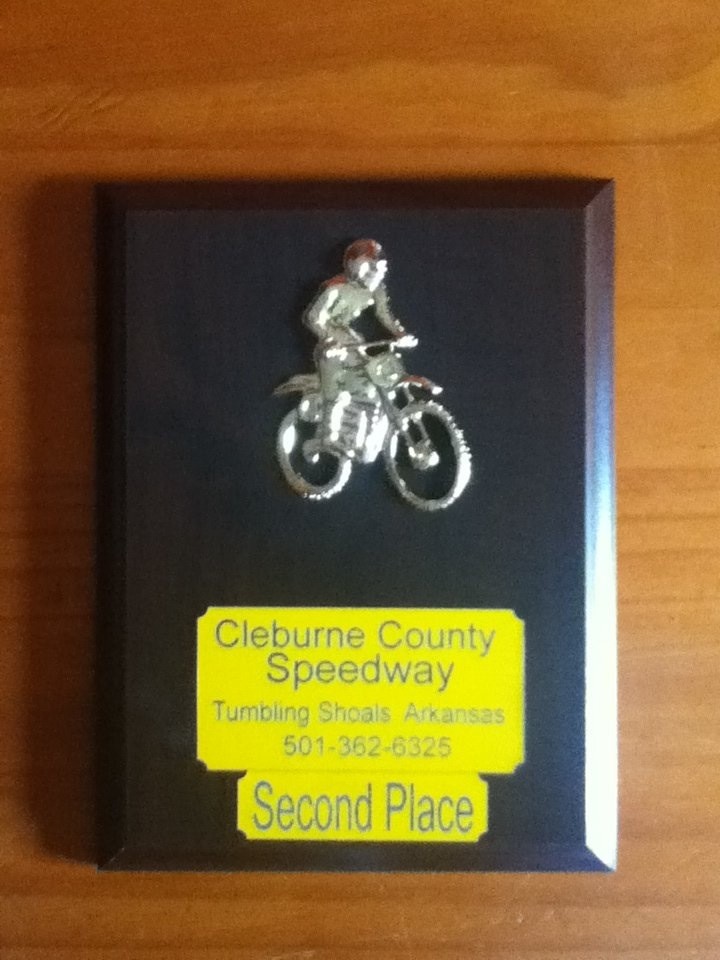 Cleburne County
Speedway
Tumbling Shoals Arkansas
501-362-6325
Second Place